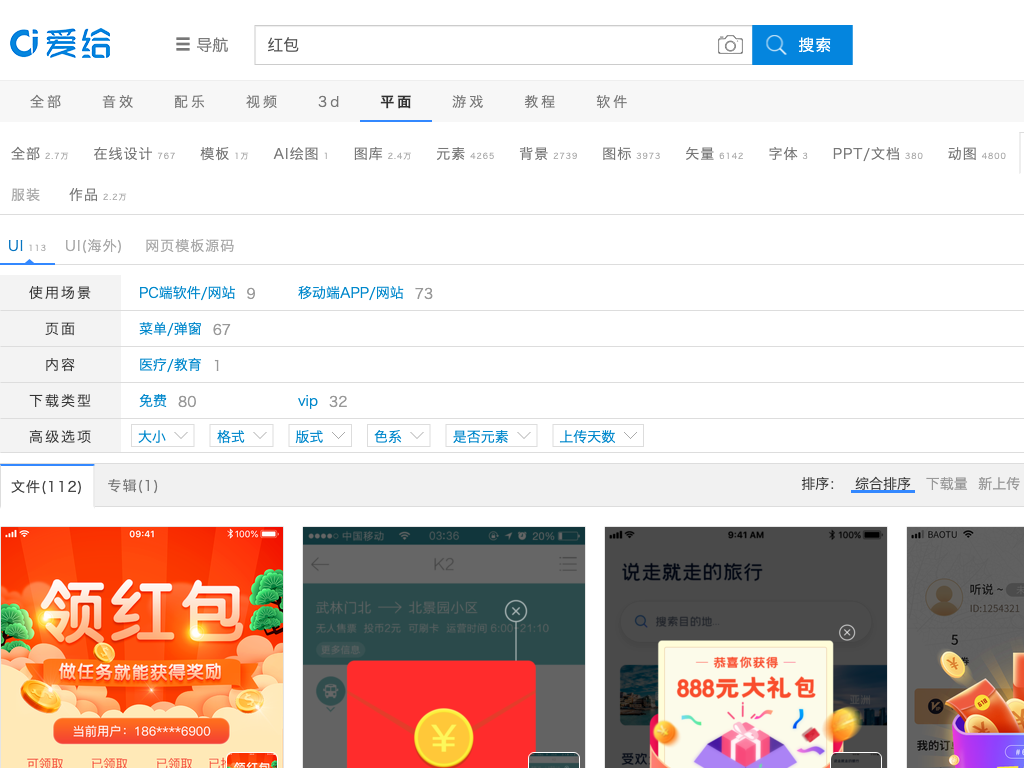 爱给
导航
红包
搜索
全部 音效 配乐 视频 3d 平面 游戏 教程 软件
全部 2.7万 在线设计 767 模板 1万 AI绘图 1 图库 2.4万 元素 4265 背景 2739 图标 3973 矢量 6142 字体 3 PPT/文档 380 动图 4800
服装 作品 2.2万
UI 113 UI(海外) 网页模板源码
使用场景 PC端软件/网站 9 移动端APP/网站 73
页面 菜单/弹窗 67
内容 医疗/教育 1
下载类型 免费 80 vip 32
高级选项 大小 格式 版式 色系 是否元素 上传天数
文件(112) 专辑(1) 排序: 综合排序 下载量 新上传
09:41 100%
领红包
做任务就能获得奖励
当前用户：186****6900
可领取 已领取 已领取
领红包
中国移动 03:36 20%
K2
武林门北 北景园小区
无人售票 投币2元 可刷卡 运营时间 6:00-21:10
更多信息
¥
9:41 AM 100%
说走就走的旅行
搜索目的地...
恭喜你获得
888元大礼包
亚洲
受欢
BAOTU
听说 ~
ID:1254321
5
我的订